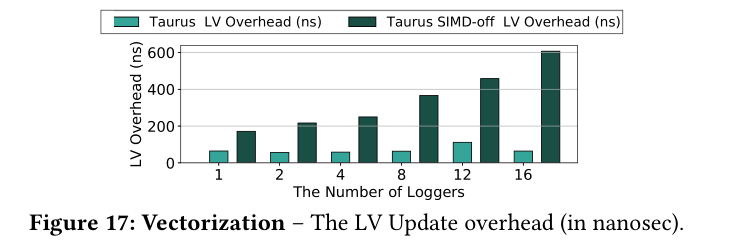 Taurus LV Overhead (ns) Taurus SIMD-off LV Overhead (ns)
LV Overhead (ns)
600
400
200
0
1 2 4 8 12 16
The Number of Loggers
Figure 17: Vectorization – The LV Update overhead (in nanosec).